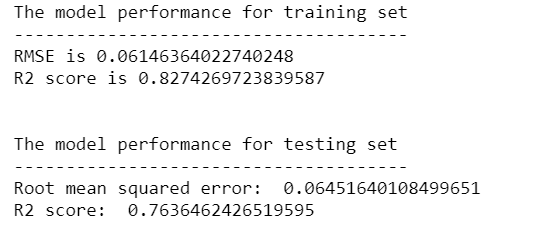 The model performance for training set
--------------------------------------
RMSE is 0.06146364022740248
R2 score is 0.8274269723839587
The model performance for testing set
--------------------------------------
Root mean squared error:  0.06451640108499651
R2 score:  0.7636462426519595